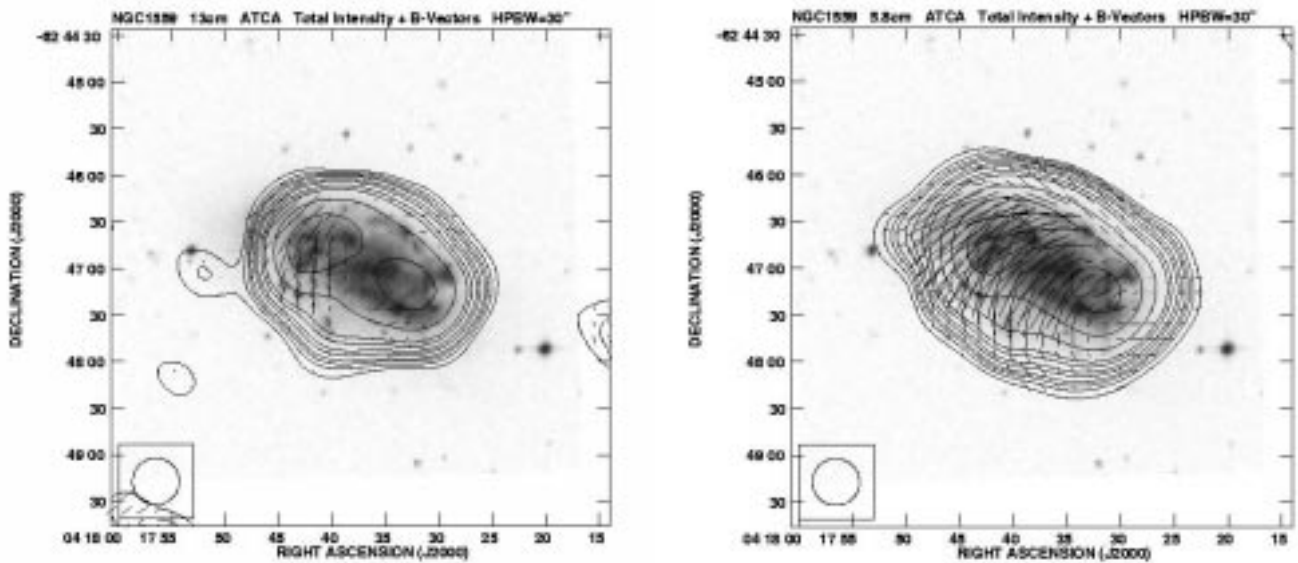 NGC1559 13cm ATCA Total Intensity + B-Vectors HPBW=30"
-62 44 30
45 00
30
46 00
30
47 00
30
48 00
30
49 00
30
DECLINATION (J2000)
04 18 00 17 55 50 45 40 35 30 25 20 15
RIGHT ASCENSION (J2000)
NGC1559 5.8cm ATCA Total Intensity + B-Vectors HPBW=30"
-62 44 30
45 00
30
46 00
30
47 00
30
48 00
30
49 00
30
DECLINATION (J2000)
04 18 00 17 55 50 45 40 35 30 25 20 15
RIGHT ASCENSION (J2000)